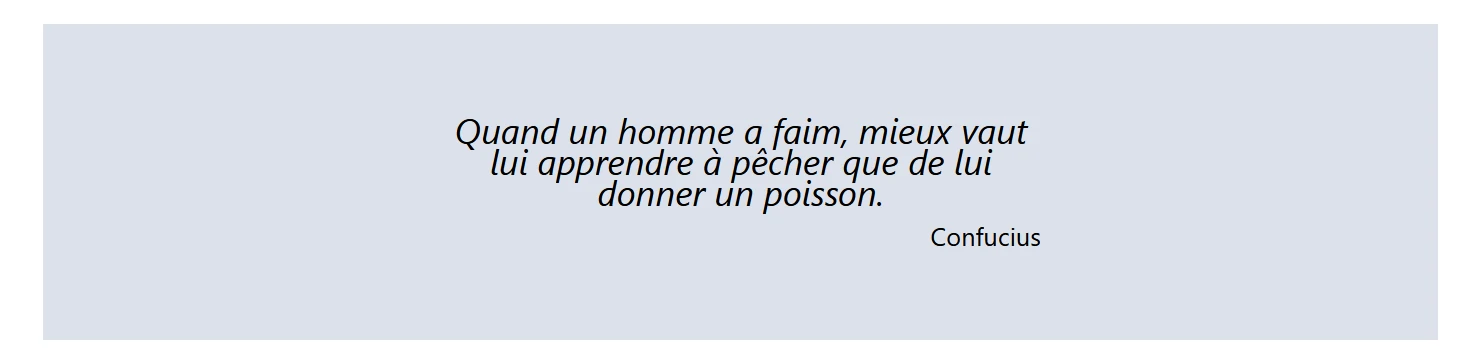 Quand un homme a faim, mieux vaut
lui apprendre à pêcher que de lui
donner un poisson.
Confucius